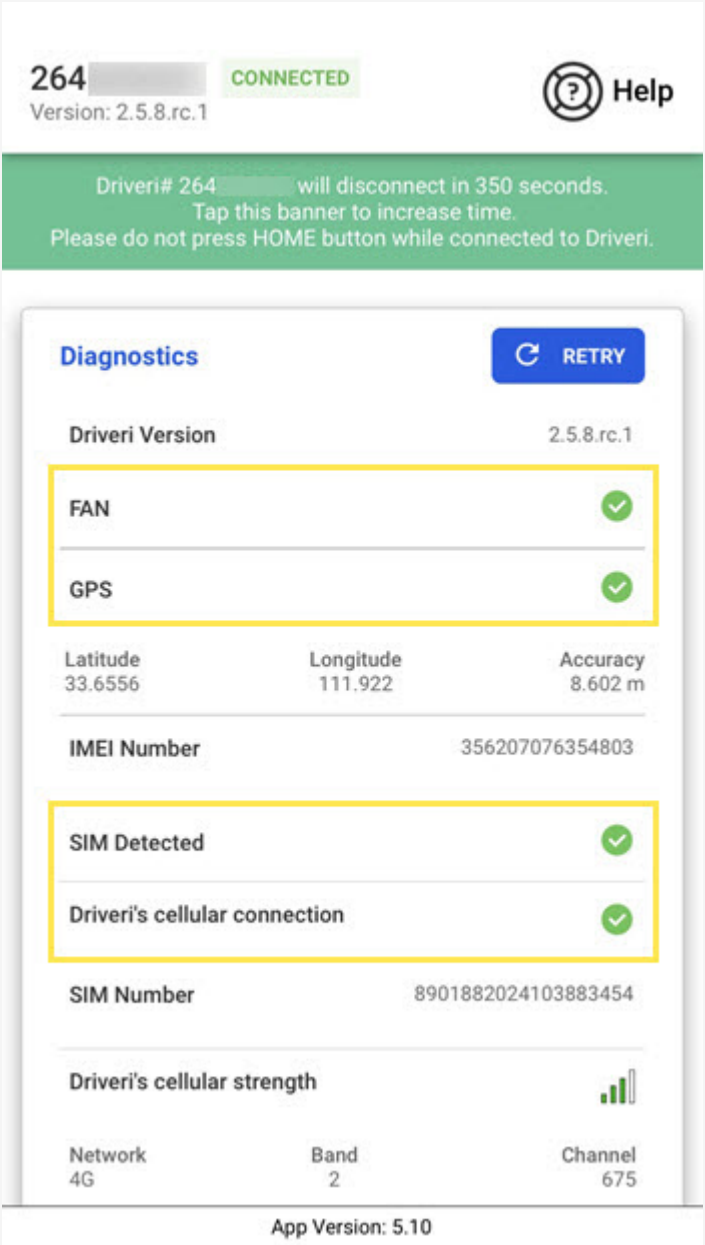 264 CONNECTED
Help
Version: 2.5.8.rc.1
Driveri# 264 will disconnect in 350 seconds.
Tap this banner to increase time.
Please do not press HOME button while connected to Driveri.
Diagnostics RETRY
Driveri Version 2.5.8.rc.1
FAN
GPS
Latitude Longitude Accuracy
33.6556 111.922 8.602 m
IMEI Number 356207076354803
SIM Detected
Driveri's cellular connection
SIM Number 8901882024103883454
Driveri's cellular strength
Network Band Channel
4G 2 675
App Version: 5.10